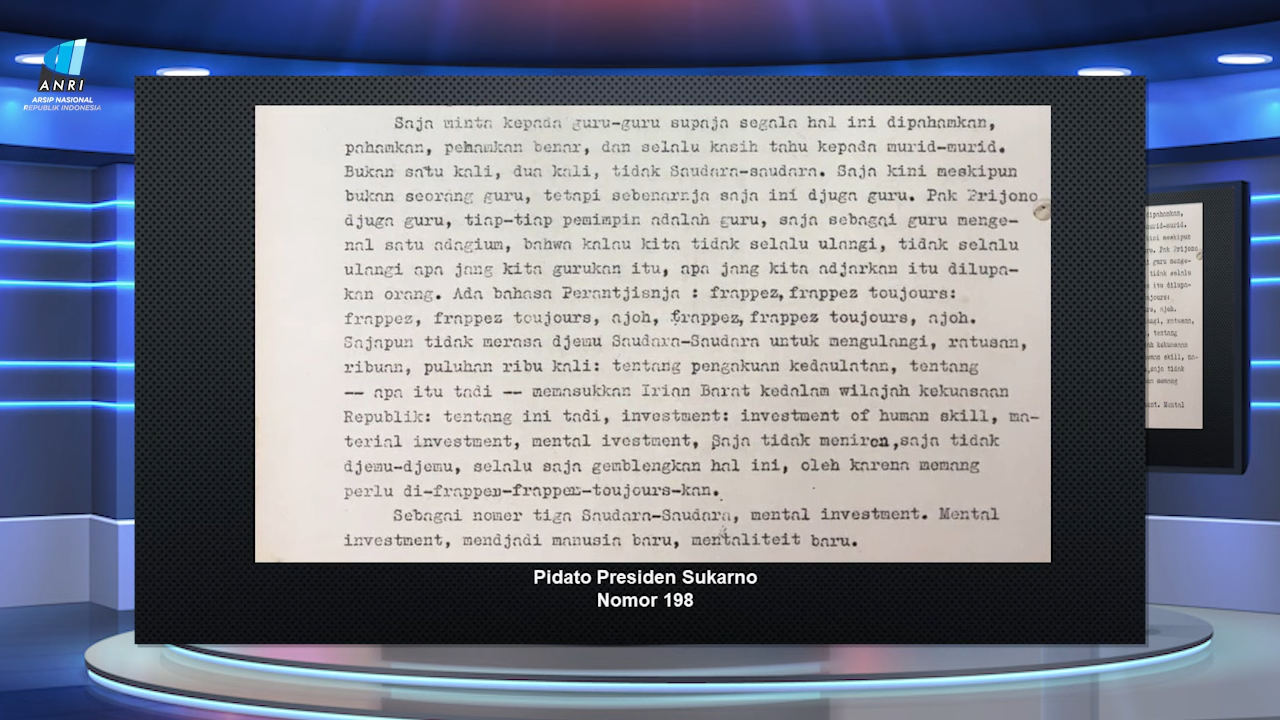 ANRI
ARSIP NASIONAL
REPUBLIK INDONESIA
Saja minta kepada guru-guru supaja segala hal ini dipahamkan,
pahamkan, pehamkan benar, dan selalu kasih tahu kepada murid-murid.
Bukan satu kali, dua kali, tidak Saudara-saudara. Saja kini meskipun
bukan seorang guru, tetapi sebenarnja saja ini djuga guru. Pak Prijono
djuga guru, tiap-tiap pemimpin adalah guru, saja sebagai guru menge-
nal satu adagium, bahwa kalau kita tidak selalu ulangi, tidak selalu
ulangi apa jang kita gurukan itu, apa jang kita adjarkan itu dilupa-
kan orang. Ada bahasa Perantjisnja : frappez, frappez toujours:
frappez, frappez toujours, ajoh, frappez, frappez toujours, ajoh.
Sajapun tidak merasa djemu Saudara-Saudara untuk mengulangi, ratusan,
ribuan, puluhan ribu kali: tentang pengakuan kedaulatan, tentang
-- apa itu tadi -- memasukkan Irian Barat kedalam wilajah kekuasaan
Republik: tentang ini tadi, investment: investment of human skill, ma-
terial investment, mental ivestment, Saja tidak meniren, saja tidak
djemu-djemu, selalu saja gemblengkan hal ini, oleh karena memang
perlu di-frappen-frappen-toujours-kan.
Sebagai nomer tiga Saudara-Saudara, mental investment. Mental
investment, mendjadi manusia baru, mentaliteit baru.
Pidato Presiden Sukarno
Nomor 198